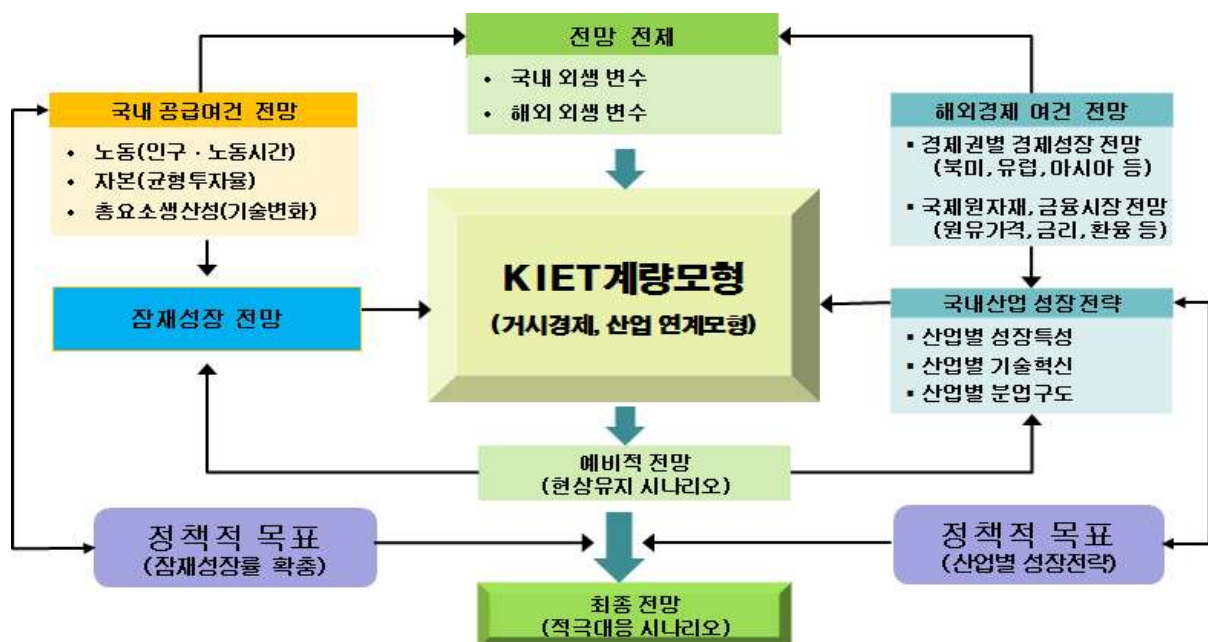 전망 전제
• 국내 외생 변수
• 해외 외생 변수
국내 공급여건 전망
• 노동(인구 · 노동시간)
• 자본(균형투자율)
• 총요소생산성(기술변화)
해외경제 여건 전망
▪ 경제권별 경제성장 전망
(북미, 유럽, 아시아 등)
▪ 국제원자재, 금융시장 전망
(원유가격, 금리, 환율 등)
KIET계량모형
(거시경제, 산업 연계모형)
잠재성장 전망
국내산업 성장전략
▪ 산업별 성장특성
▪ 산업별 기술혁신
▪ 산업별 분업구도
예비적 전망
(현상유지 시나리오)
정책적 목표
(잠재성장률 확충)
정책적 목표
(산업별 성장전략)
최종 전망
(적극대응 시나리오)